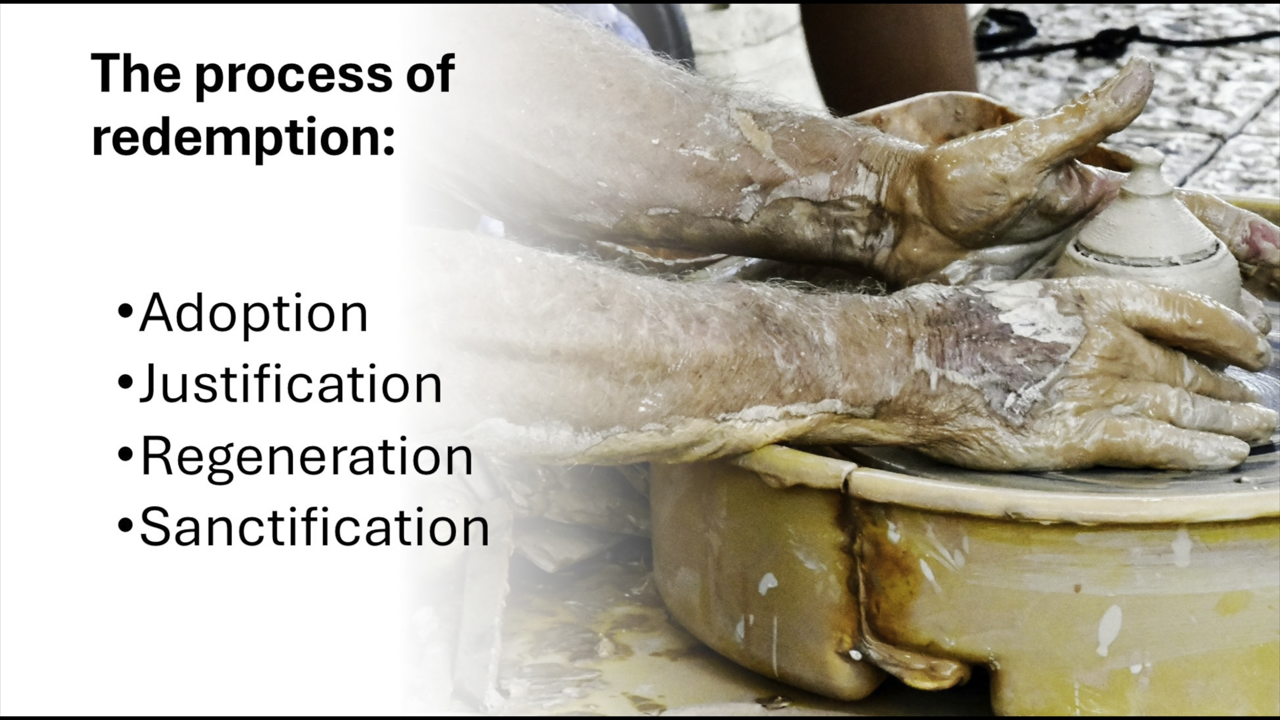 The process of
redemption:
•Adoption
•Justification
•Regeneration
•Sanctification